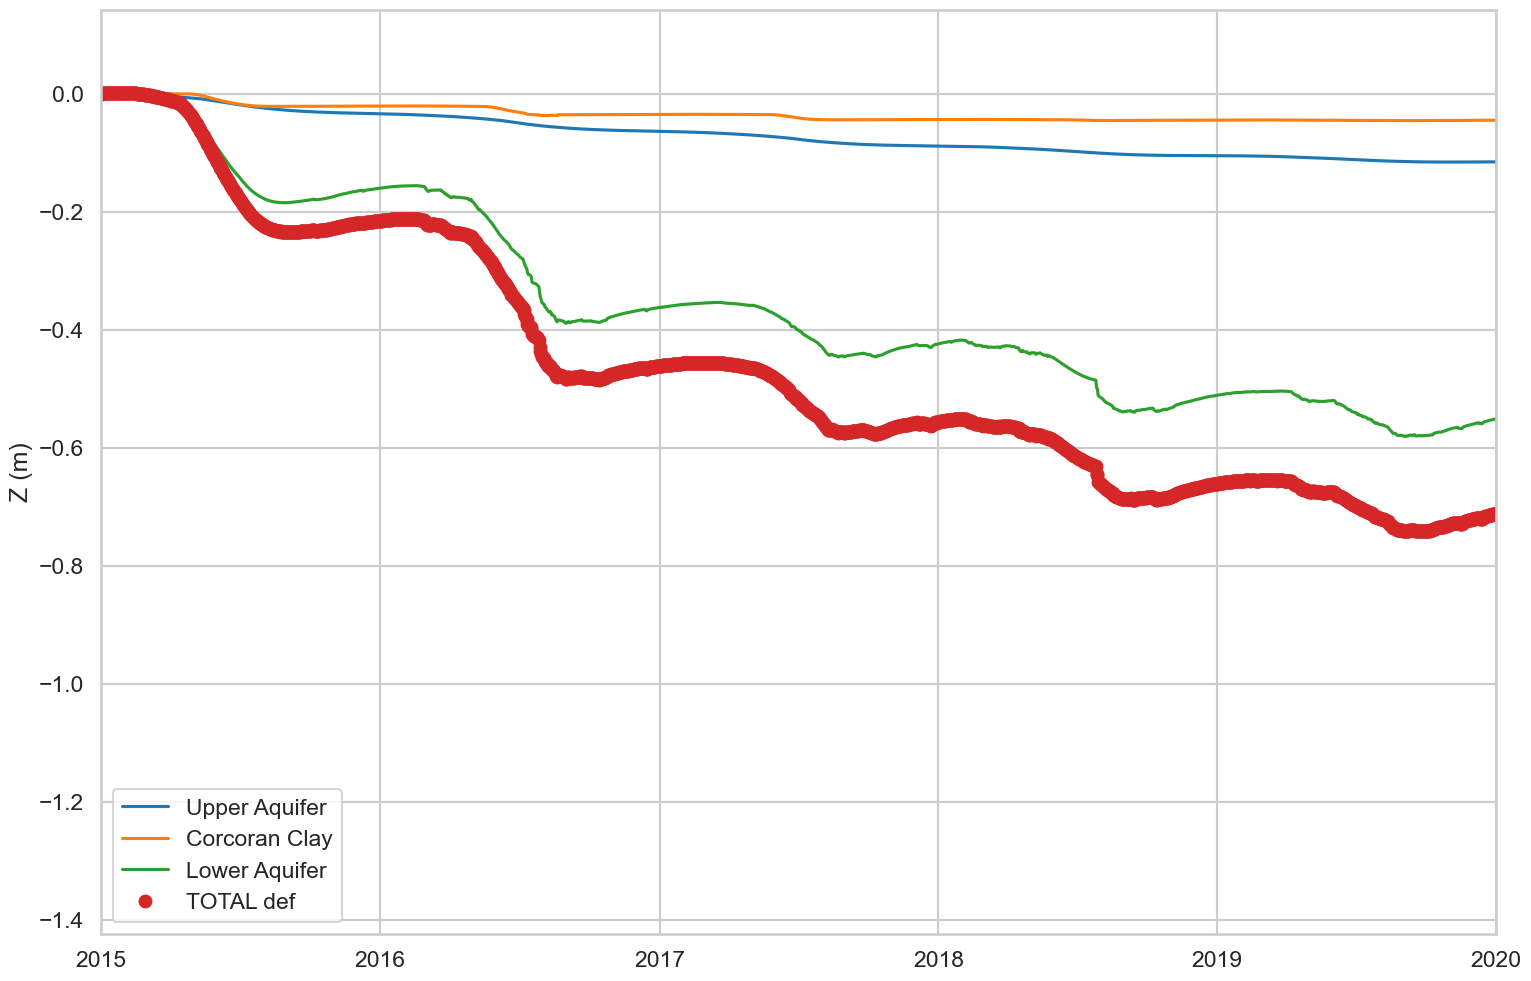 0.0
−0.2
−0.4
−0.6
−0.8
−1.0
−1.2
−1.4
Z (m)
Upper Aquifer
Corcoran Clay
Lower Aquifer
TOTAL def
2015 2016 2017 2018 2019 2020